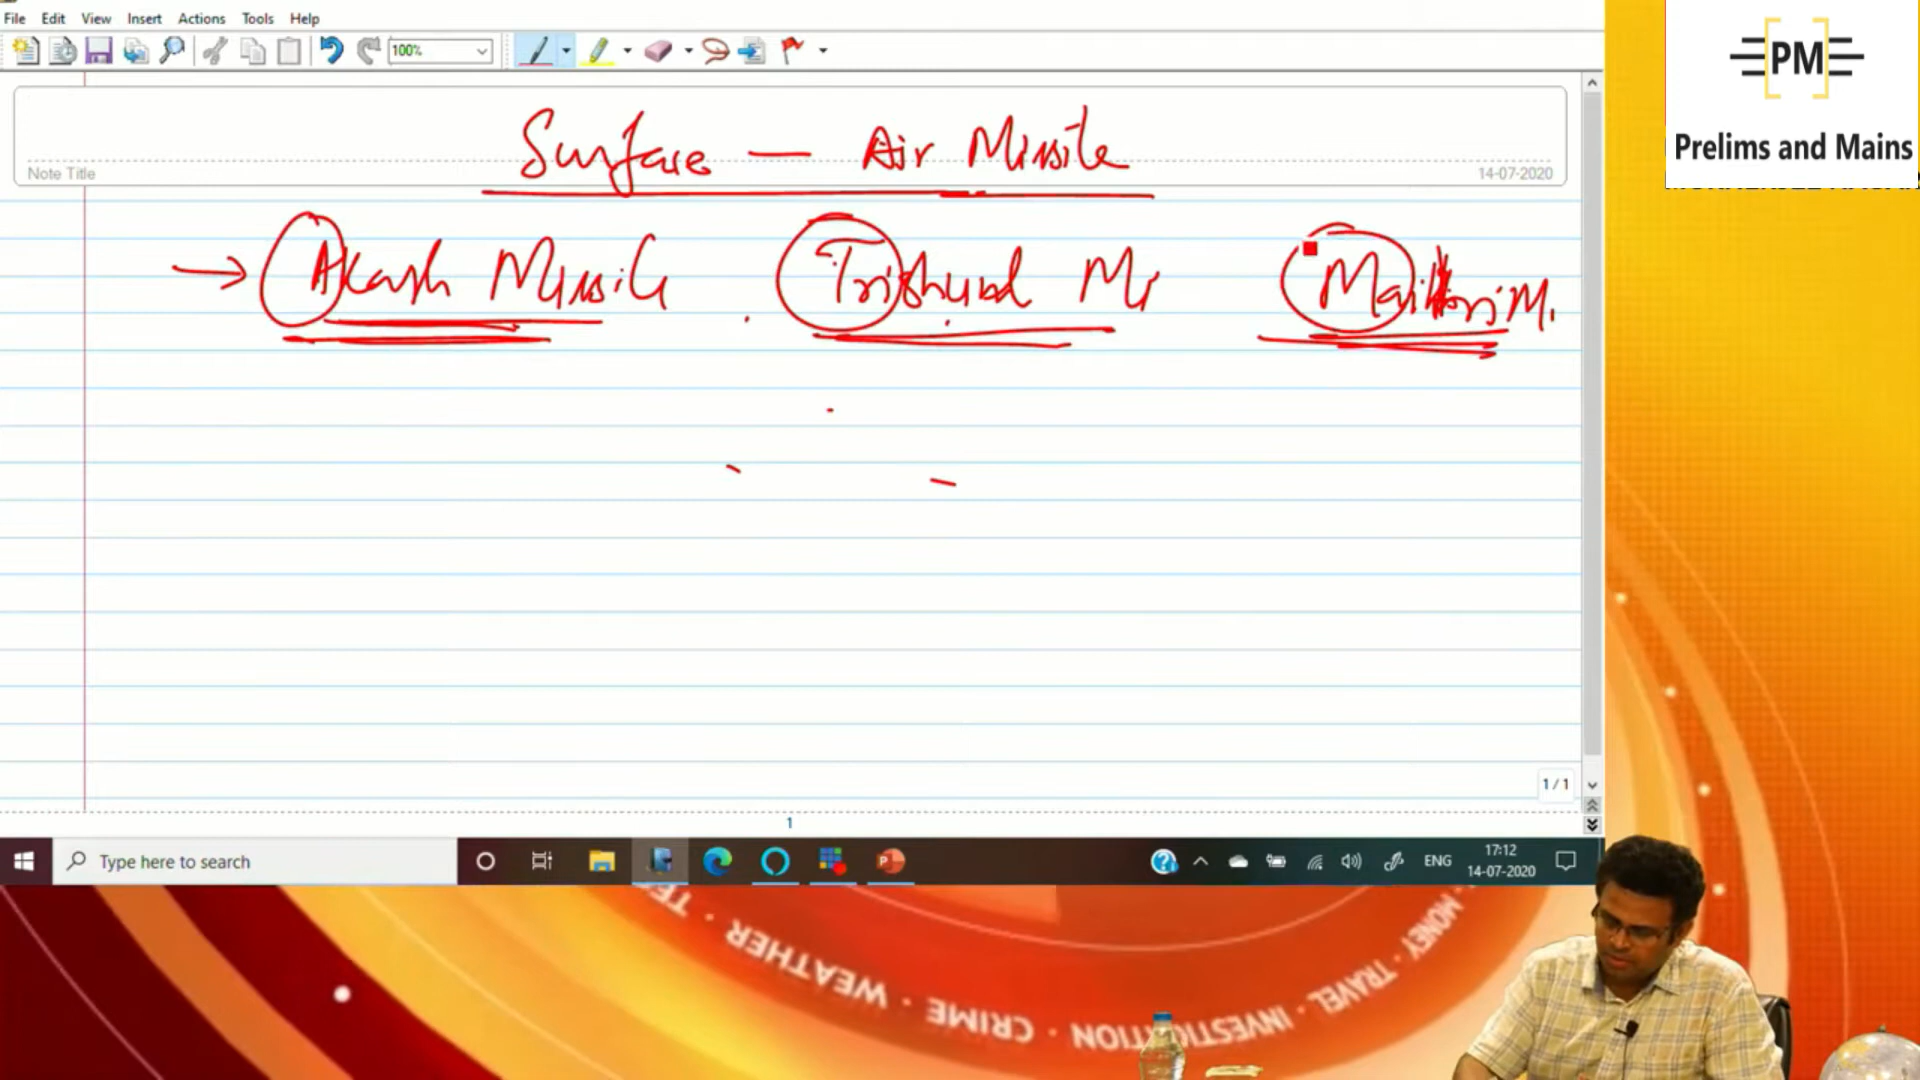 File Edit View Insert Actions Tools Help
100%
PM
Prelims and Mains
Surface — Air Missile
Note Title
14-07-2020
→ Akash Missile . Trishul Mi Maitri M.
1 / 1
1
Type here to search
ENG
17:12
14-07-2020
MONEY · TRAVEL · INVESTIGATION · CRIME · WEATHER ·